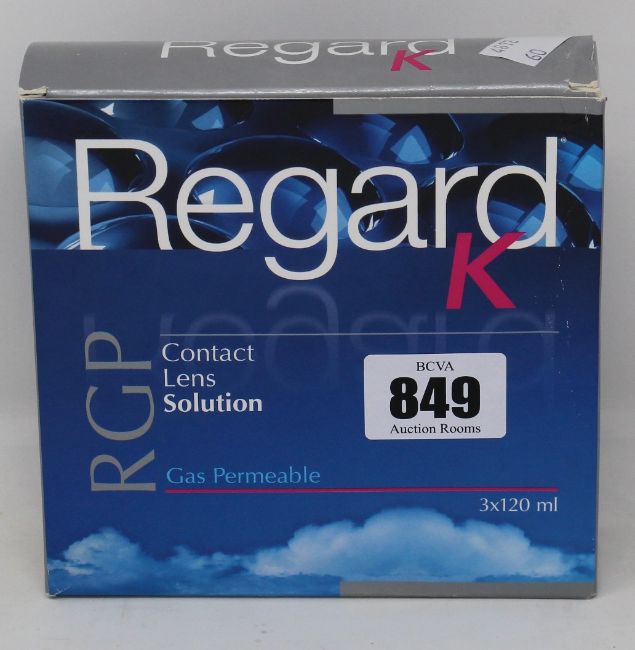 Regard
K
Regard
K
RGP
Contact
Lens
Solution
BCVA
849
Auction Rooms
Gas Permeable
3x120 ml